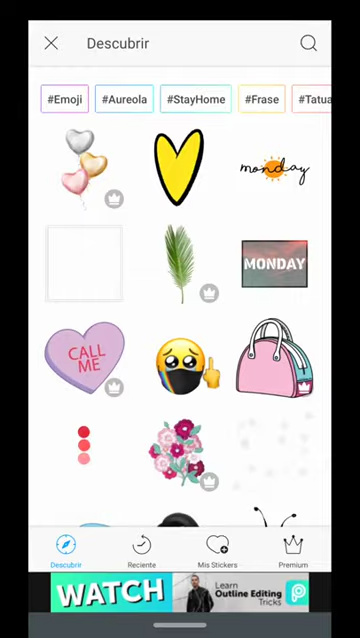 Descubrir
#Emoji
#Aureola
#StayHome
#Frase
#Tatua
monday
MONDAY
CALL
ME
Descubrir
Reciente
Mis Stickers
Premium
WATCH
Learn
Outline Editing
Tricks